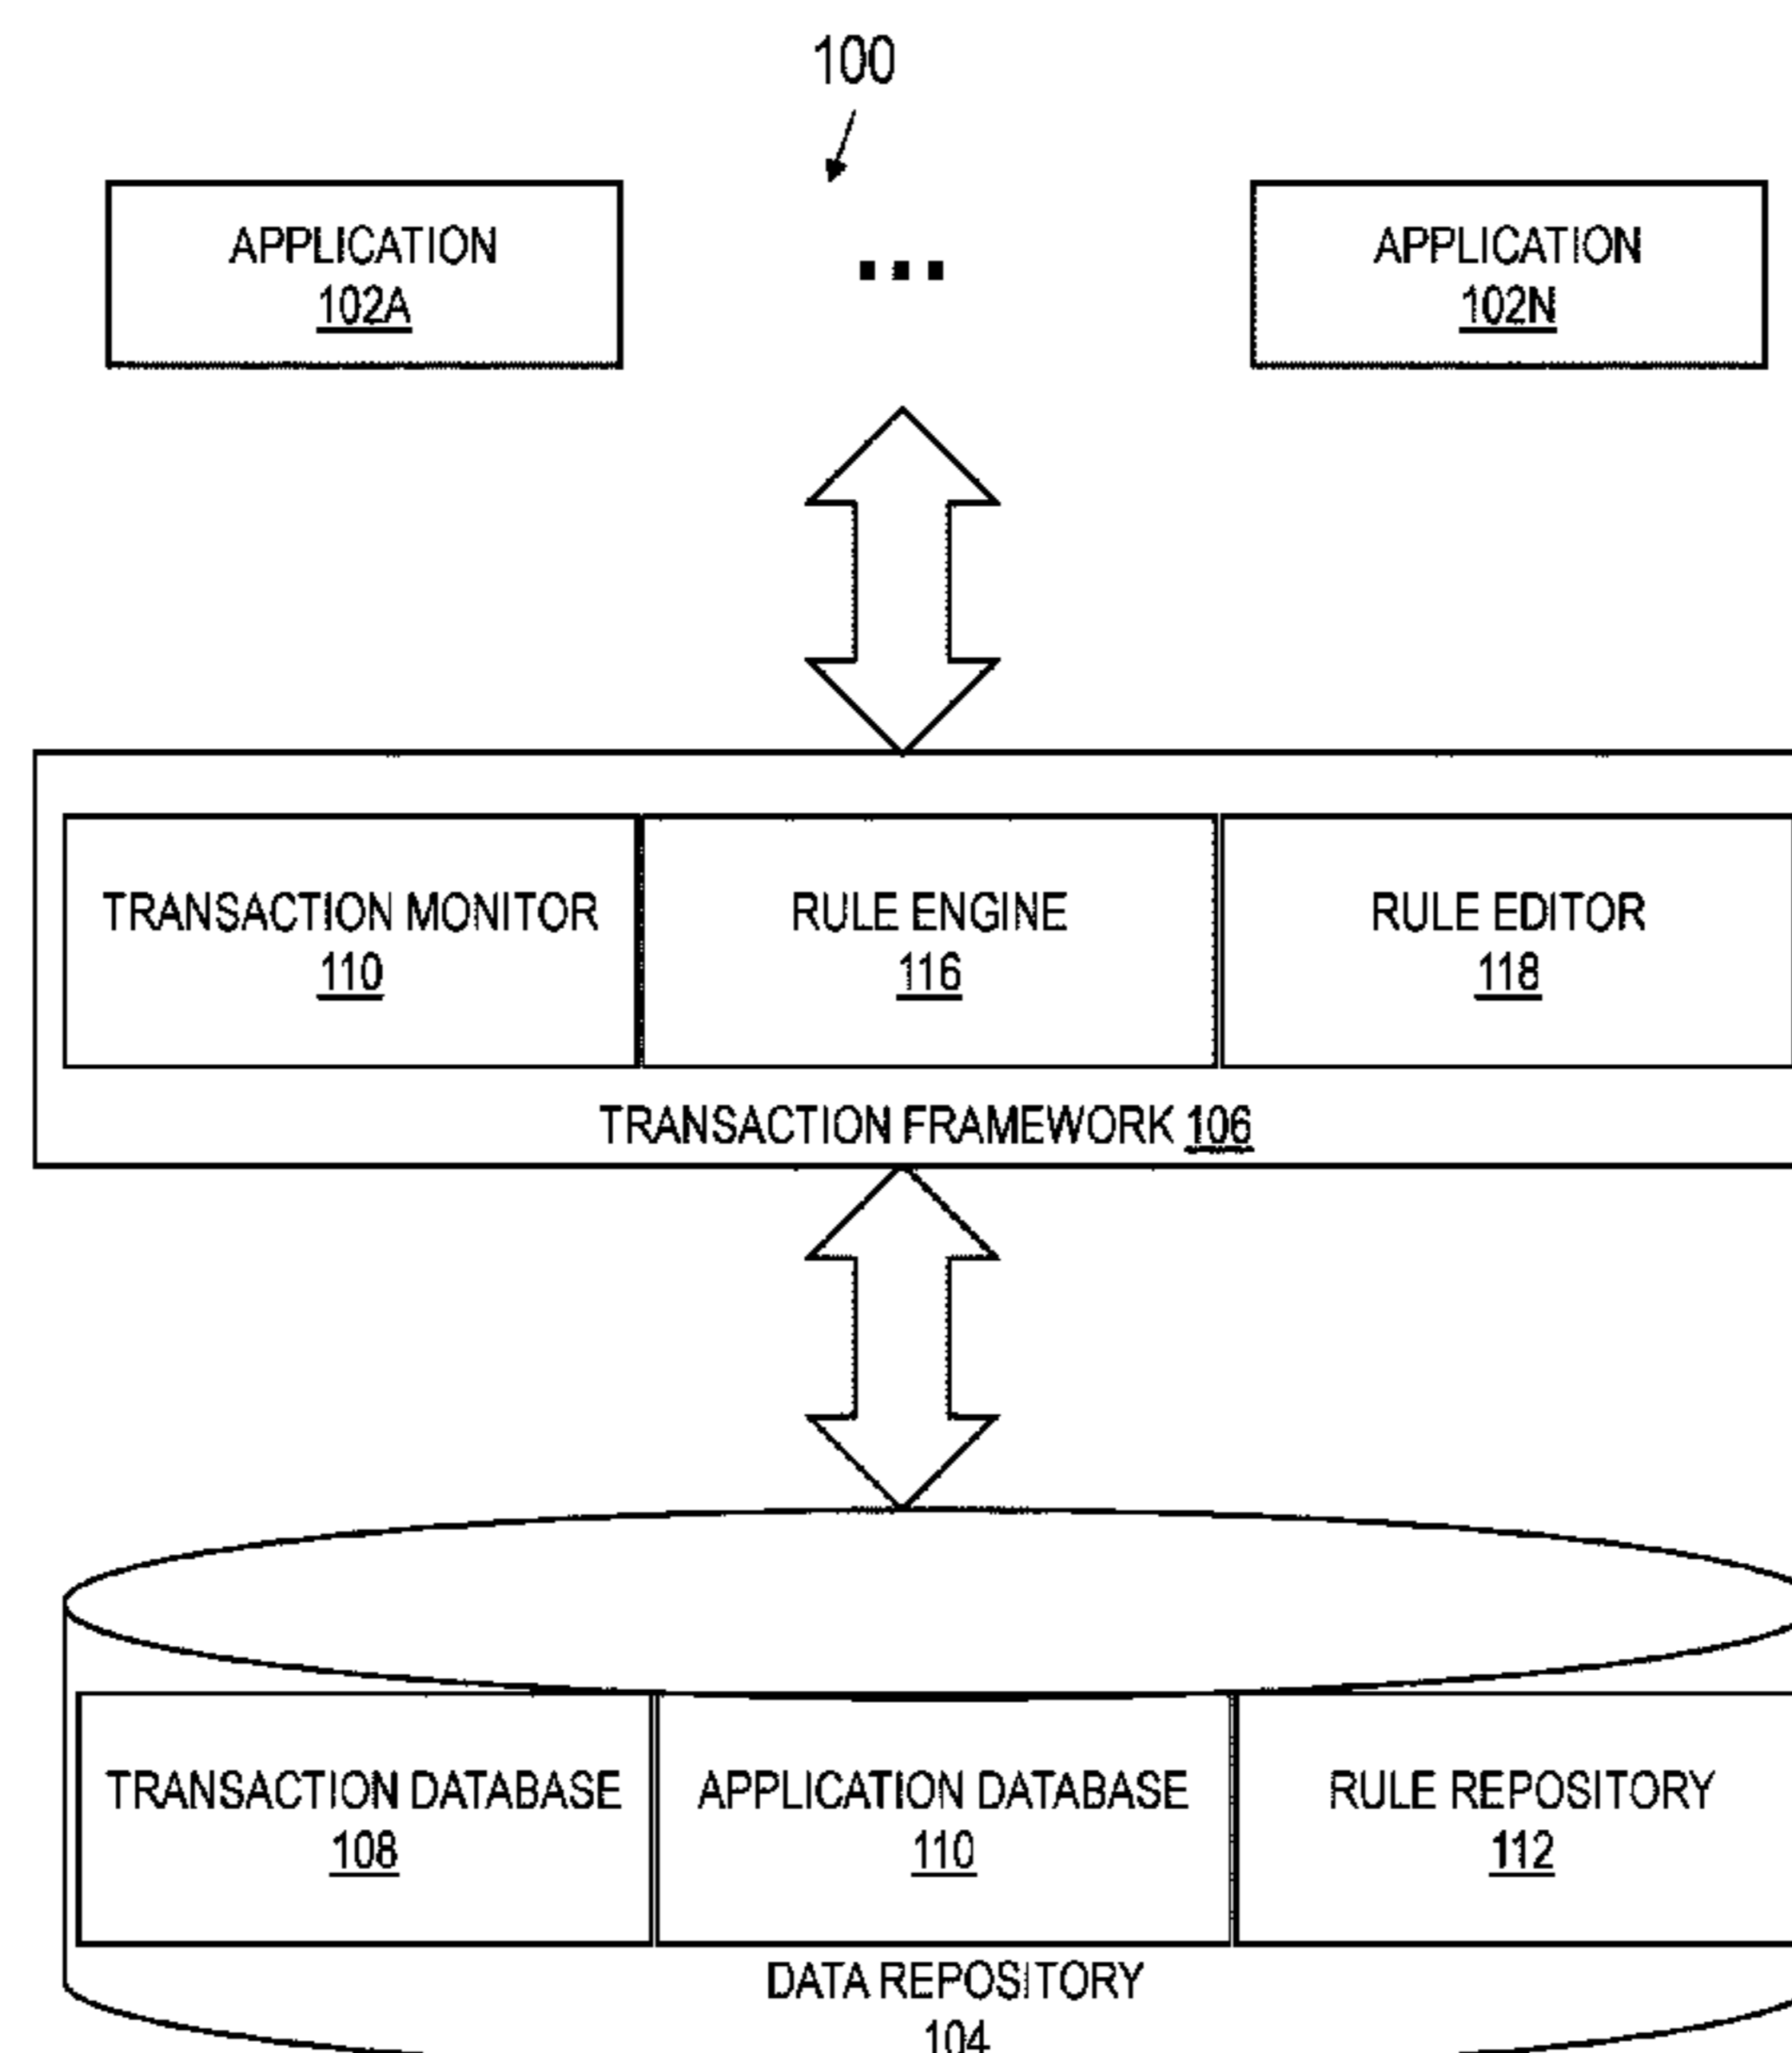 100
APPLICATION
102A
...
APPLICATION
102N
TRANSACTION MONITOR
110
RULE ENGINE
116
RULE EDITOR
118
TRANSACTION FRAMEWORK 106
TRANSACTION DATABASE
108
APPLICATION DATABASE
110
RULE REPOSITORY
112
DATA REPOSITORY
104